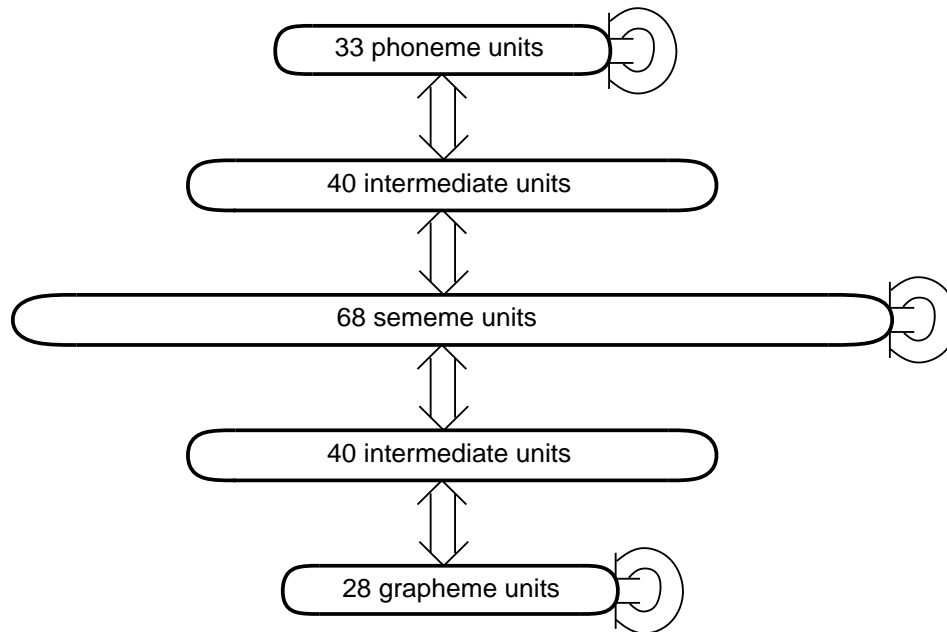 33 phoneme units
40 intermediate units
68 sememe units
40 intermediate units
28 grapheme units